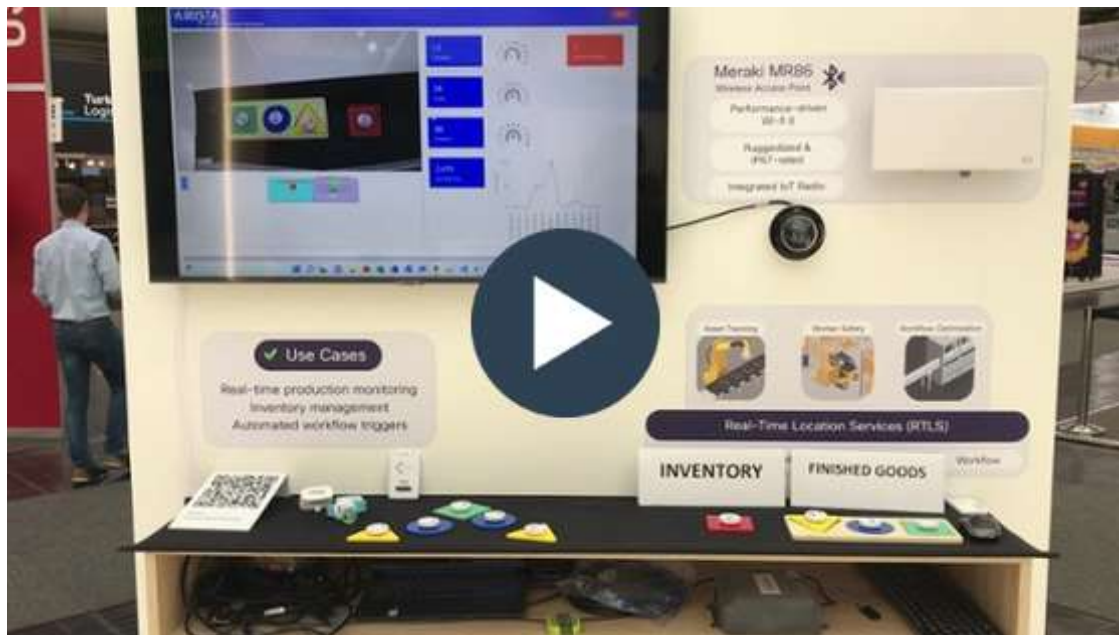 ARISTA
Meraki MR86
Wireless Access Point
Performance-driven
Wi-Fi 6
Ruggedized &
IP67-rated
Integrated IoT Radio
Use Cases
Real-time production monitoring
Inventory management
Automated workflow triggers
Asset Tracking
Worker Safety
Workflow Optimization
Real-Time Location Services (RTLS)
INVENTORY
FINISHED GOODS
Workflow